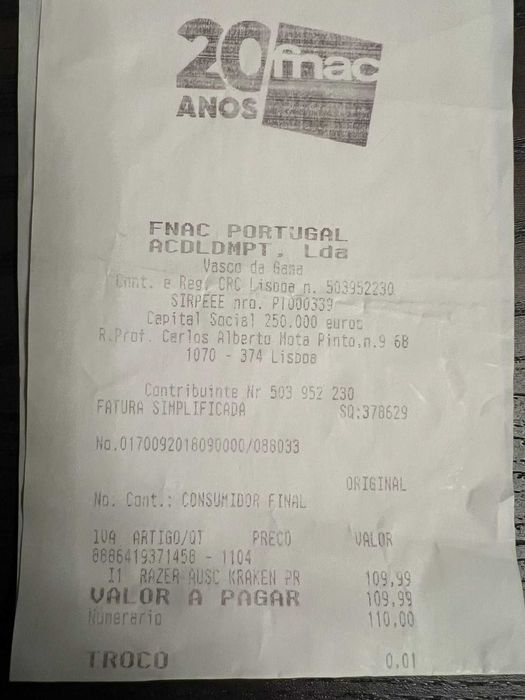 20 fnac
ANOS
FNAC PORTUGAL
ACDLDMPT, Lda
Vasco da Gama
Cont. e Reg. CRC Lisboa n. 503952230
SIRPEEE nro. PT000339
Capital Social 250.000 euros
R.Prof. Carlos Alberto Mota Pinto,n.9 6B
1070 - 374 Lisboa
Contribuinte Nr 503 952 230
FATURA SIMPLIFICADA SQ:378629
No.0170092018090000/086033
ORIGINAL
No. Cont.: CONSUMIDOR FINAL
IVA ARTIGO/QT PRECO VALOR
8886419371458 - 1104
I1 RAZER AUSC KRAKEN PR 109,99
VALOR A PAGAR 109,99
Numerario 110,00
TROCO 0,01